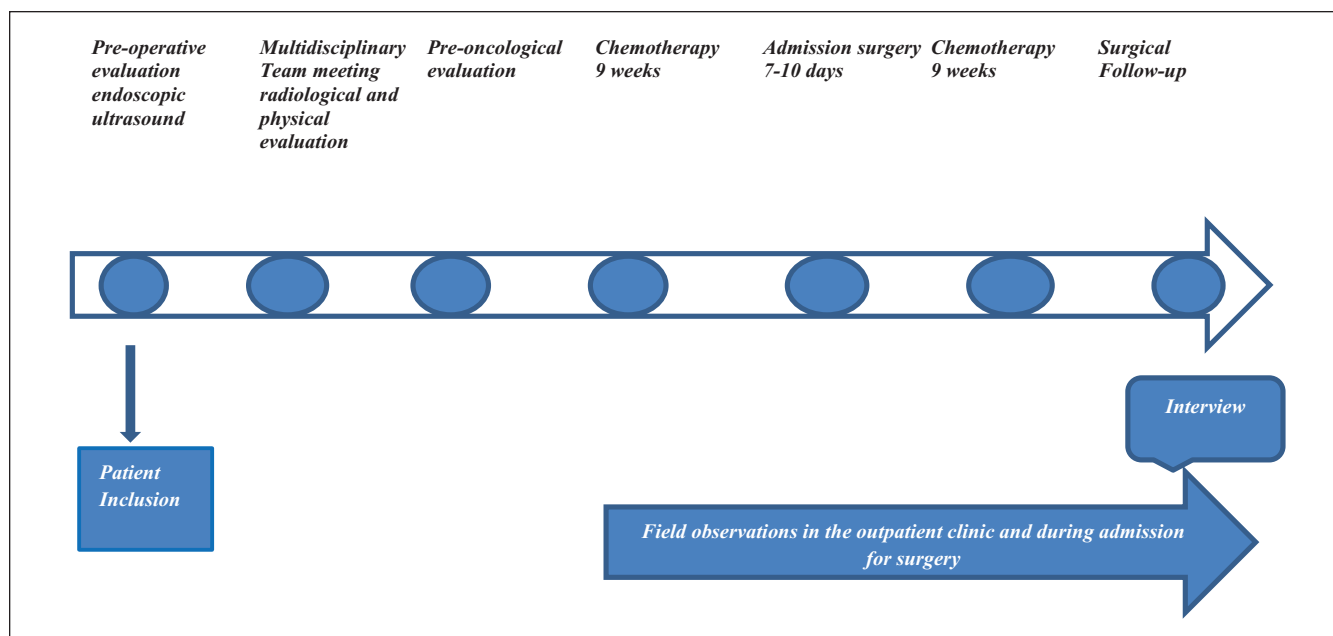 Pre-operative
evaluation
endoscopic
ultrasound
Multidisciplinary
Team meeting
radiological and
physical
evaluation
Pre-oncological
evaluation
Chemotherapy
9 weeks
Admission surgery
7-10 days
Chemotherapy
9 weeks
Surgical
Follow-up
Patient
Inclusion
Interview
Field observations in the outpatient clinic and during admission
for surgery